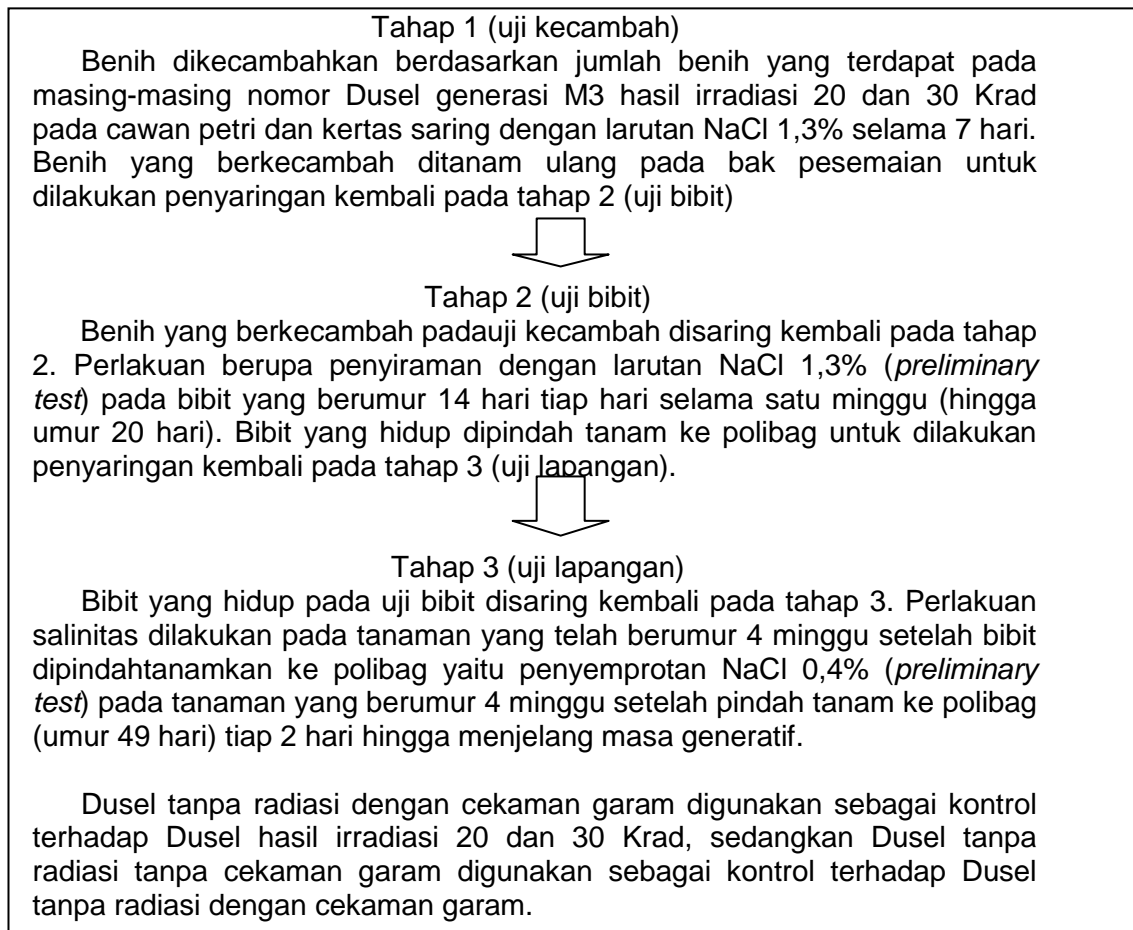 Tahap 1 (uji kecambah)
Benih dikecambahkan berdasarkan jumlah benih yang terdapat pada
masing-masing nomor Dusel generasi M3 hasil irradiasi 20 dan 30 Krad
pada cawan petri dan kertas saring dengan larutan NaCl 1,3% selama 7 hari.
Benih yang berkecambah ditanam ulang pada bak pesemaian untuk
dilakukan penyaringan kembali pada tahap 2 (uji bibit)
Tahap 2 (uji bibit)
Benih yang berkecambah padauji kecambah disaring kembali pada tahap
2. Perlakuan berupa penyiraman dengan larutan NaCl 1,3% (preliminary
test) pada bibit yang berumur 14 hari tiap hari selama satu minggu (hingga
umur 20 hari). Bibit yang hidup dipindah tanam ke polibag untuk dilakukan
penyaringan kembali pada tahap 3 (uji lapangan).
Tahap 3 (uji lapangan)
Bibit yang hidup pada uji bibit disaring kembali pada tahap 3. Perlakuan
salinitas dilakukan pada tanaman yang telah berumur 4 minggu setelah bibit
dipindahtanamkan ke polibag yaitu penyemprotan NaCl 0,4% (preliminary
test) pada tanaman yang berumur 4 minggu setelah pindah tanam ke polibag
(umur 49 hari) tiap 2 hari hingga menjelang masa generatif.
Dusel tanpa radiasi dengan cekaman garam digunakan sebagai kontrol
terhadap Dusel hasil irradiasi 20 dan 30 Krad, sedangkan Dusel tanpa
radiasi tanpa cekaman garam digunakan sebagai kontrol terhadap Dusel
tanpa radiasi dengan cekaman garam.